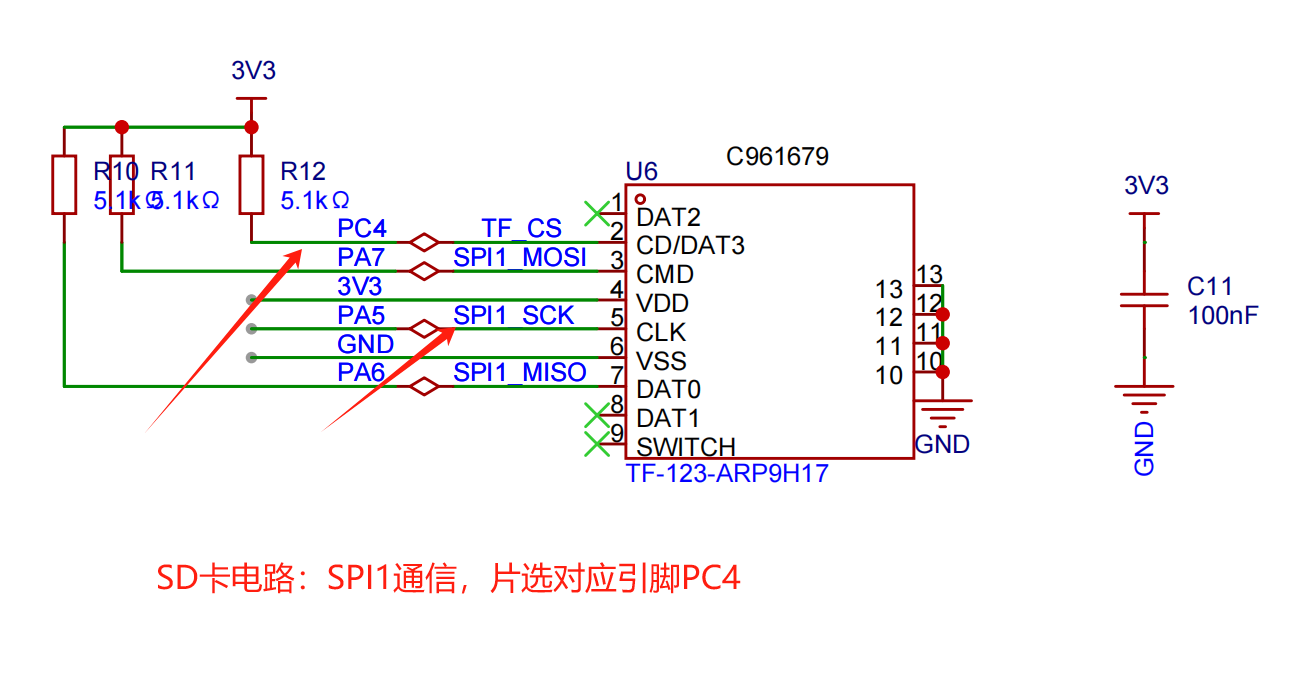 3V3
C961679
R10
5.1kΩ
R11
5.1kΩ
R12
5.1kΩ
U6
3V3
PC4
TF_CS
1
DAT2
PA7
SPI1_MOSI
2
CD/DAT3
3V3
3
CMD
PA5
SPI1_SCK
4
VDD
GND
5
CLK
PA6
SPI1_MISO
6
VSS
7
DAT0
8
DAT1
9
SWITCH
13
13
12
12
11
11
10
10
GND
TF-123-ARP9H17
C11
100nF
GND
SD卡电路：SPI1通信，片选对应引脚PC4